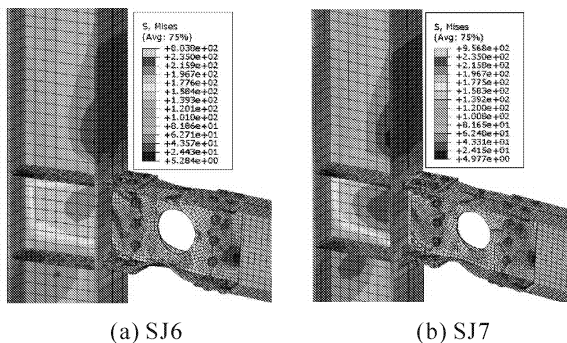 S, Mises
(Avg: 75%)
+8.038e+02
+2.350e+02
+2.159e+02
+1.967e+02
+1.776e+02
+1.584e+02
+1.393e+02
+1.201e+02
+1.010e+02
+8.186e+01
+6.271e+01
+4.357e+01
+2.443e+01
+5.284e+00
S, Mises
(Avg: 75%)
+9.568e+02
+2.350e+02
+2.158e+02
+1.967e+02
+1.775e+02
+1.583e+02
+1.392e+02
+1.200e+02
+1.008e+02
+8.165e+01
+6.248e+01
+4.331e+01
+2.415e+01
+4.977e+00
(a) SJ6
(b) SJ7